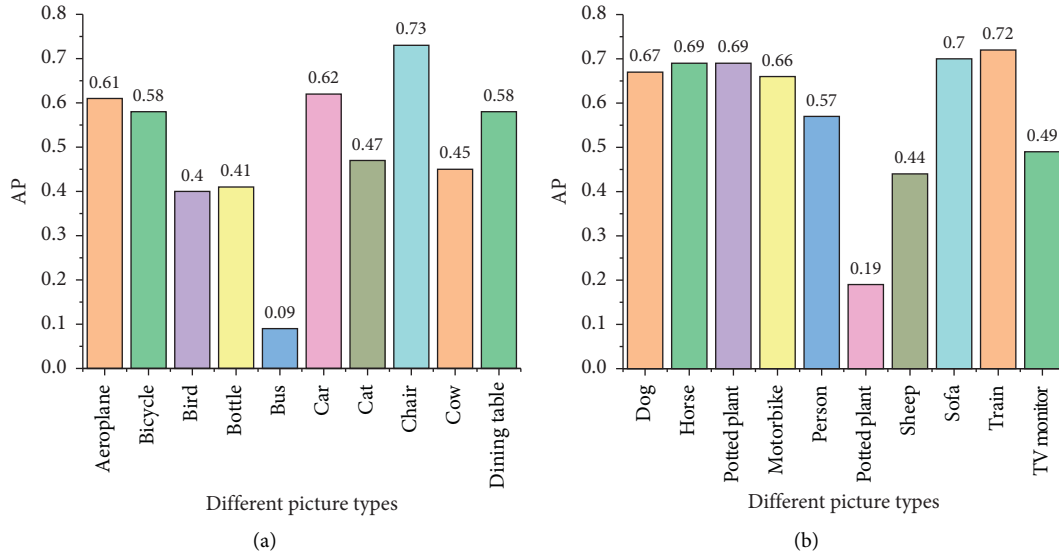 0.8
0.7
0.6
0.5
0.4
0.3
0.2
0.1
0.0
AP
0.61
0.58
0.4
0.41
0.09
0.62
0.47
0.73
0.45
0.58
Aeroplane
Bicycle
Bird
Bottle
Bus
Car
Cat
Chair
Cow
Dining table
Different picture types
(a)
0.8
0.7
0.6
0.5
0.4
0.3
0.2
0.1
0.0
AP
0.67
0.69
0.69
0.66
0.57
0.19
0.44
0.7
0.72
0.49
Dog
Horse
Potted plant
Motorbike
Person
Potted plant
Sheep
Sofa
Train
TV monitor
Different picture types
(b)